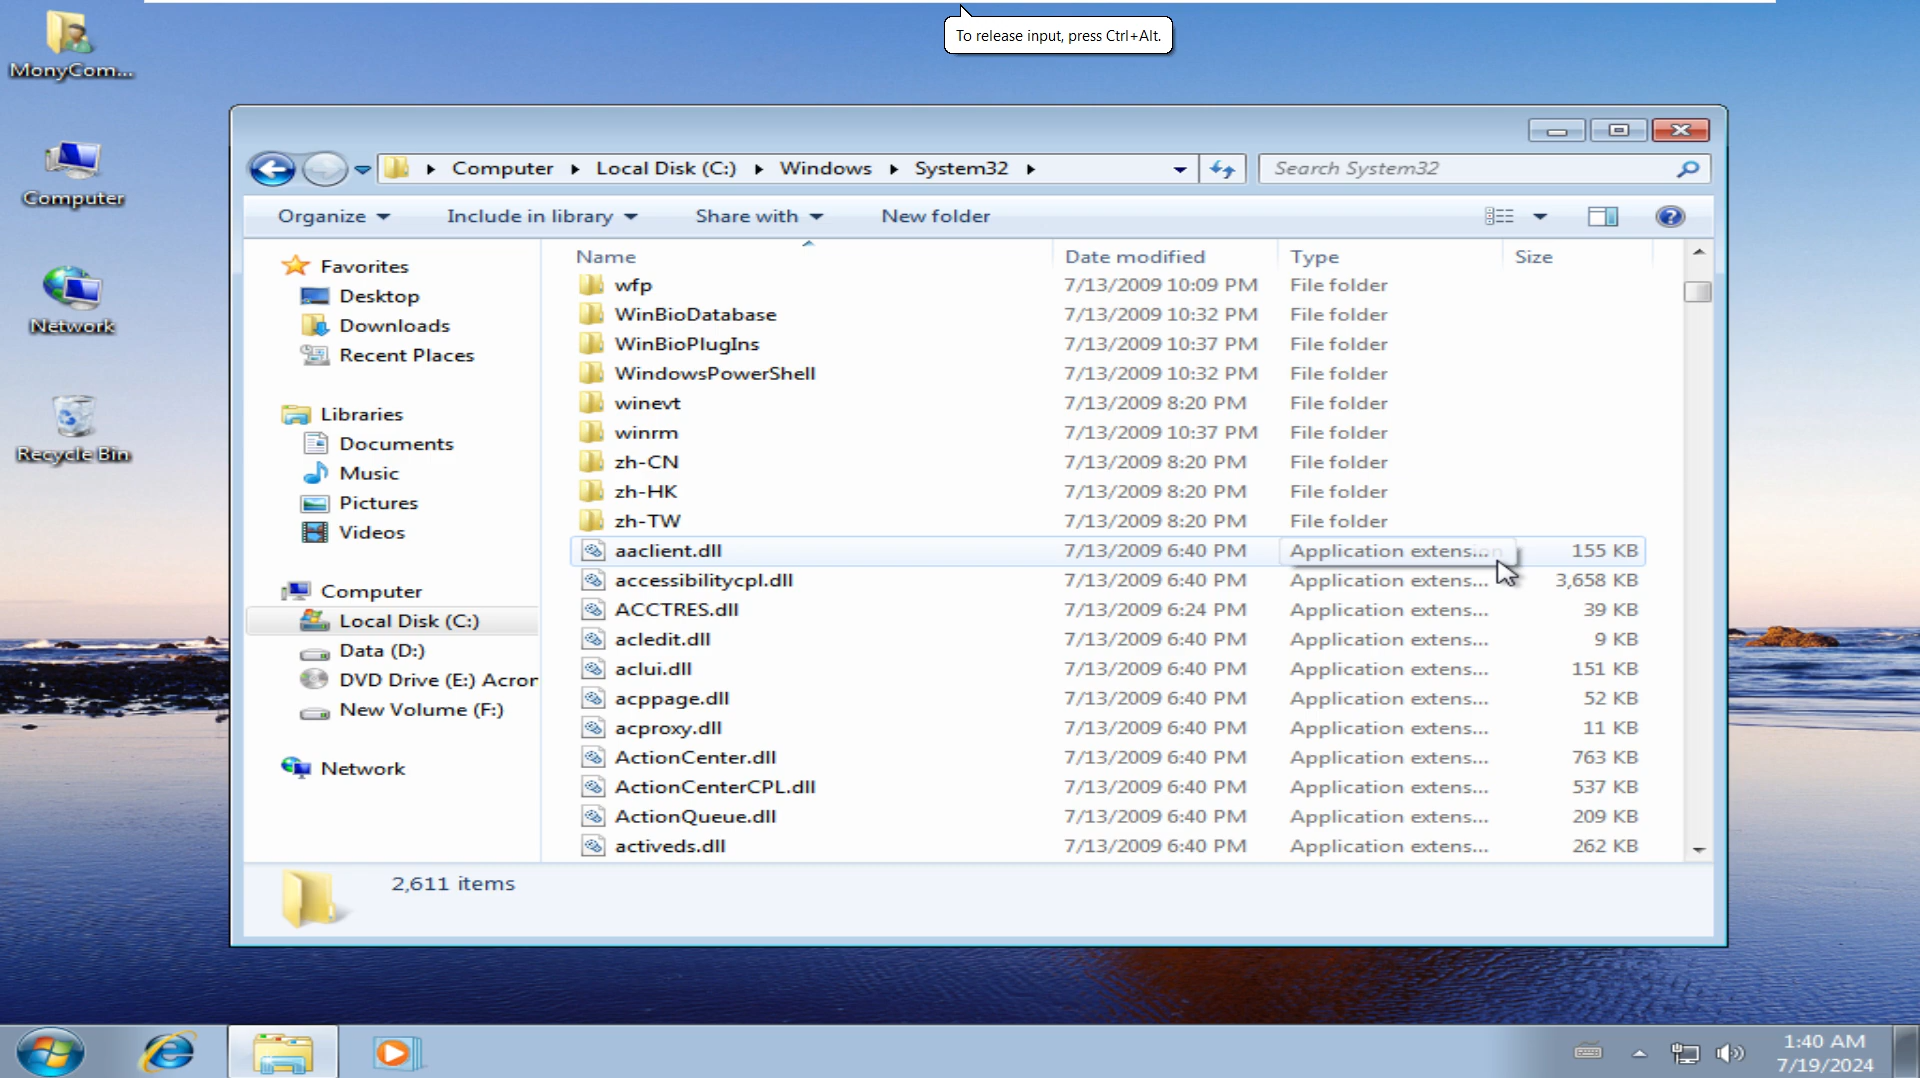 To release input, press Ctrl+Alt.
MonyCom...
Computer
Network
Recycle Bin
Computer Local Disk (C:) Windows System32
Search System32
Organize Include in library Share with New folder
Favorites
Desktop
Downloads
Recent Places
Libraries
Documents
Music
Pictures
Videos
Computer
Local Disk (C:)
Data (D:)
DVD Drive (E:) Acron
New Volume (F:)
Network
Name Date modified Type Size
wfp 7/13/2009 10:09 PM File folder
WinBioDatabase 7/13/2009 10:32 PM File folder
WinBioPlugIns 7/13/2009 10:37 PM File folder
WindowsPowerShell 7/13/2009 10:32 PM File folder
winevt 7/13/2009 8:20 PM File folder
winrm 7/13/2009 10:37 PM File folder
zh-CN 7/13/2009 8:20 PM File folder
zh-HK 7/13/2009 8:20 PM File folder
zh-TW 7/13/2009 8:20 PM File folder
aaclient.dll 7/13/2009 6:40 PM Application extens... 155 KB
accessibilitycpl.dll 7/13/2009 6:40 PM Application extens... 3,658 KB
ACCTRES.dll 7/13/2009 6:24 PM Application extens... 39 KB
acledit.dll 7/13/2009 6:40 PM Application extens... 9 KB
aclui.dll 7/13/2009 6:40 PM Application extens... 151 KB
acppage.dll 7/13/2009 6:40 PM Application extens... 52 KB
acproxy.dll 7/13/2009 6:40 PM Application extens... 11 KB
ActionCenter.dll 7/13/2009 6:40 PM Application extens... 763 KB
ActionCenterCPL.dll 7/13/2009 6:40 PM Application extens... 537 KB
ActionQueue.dll 7/13/2009 6:40 PM Application extens... 209 KB
activeds.dll 7/13/2009 6:40 PM Application extens... 262 KB
2,611 items
1:40 AM
7/19/2024